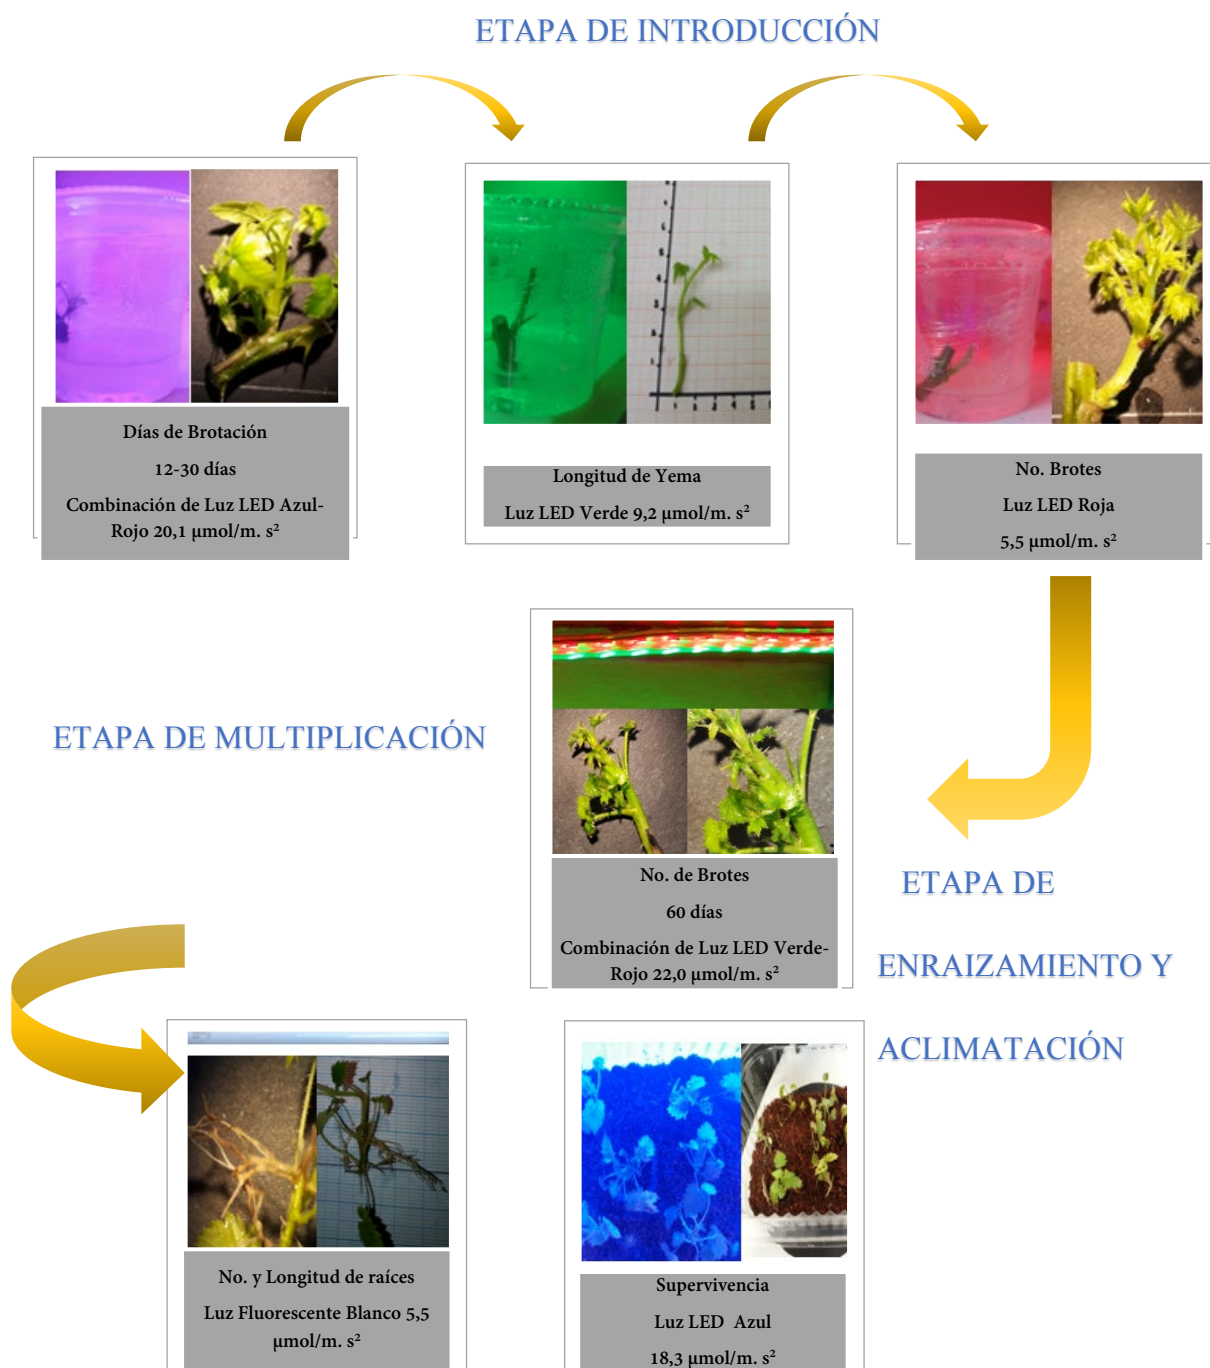 ETAPA DE INTRODUCCIÓN
Días de Brotación
12-30 días
Combinación de Luz LED Azul-
Rojo 20,1 µmol/m. s²
Longitud de Yema
Luz LED Verde 9,2 µmol/m. s²
No. Brotes
Luz LED Roja
5,5 µmol/m. s²
ETAPA DE MULTIPLICACIÓN
No. de Brotes
60 días
Combinación de Luz LED Verde-
Rojo 22,0 µmol/m. s²
ETAPA DE
ENRAIZAMIENTO Y
ACLIMATACIÓN
No. y Longitud de raíces
Luz Fluorescente Blanco 5,5
µmol/m. s²
Supervivencia
Luz LED Azul
18,3 µmol/m. s²